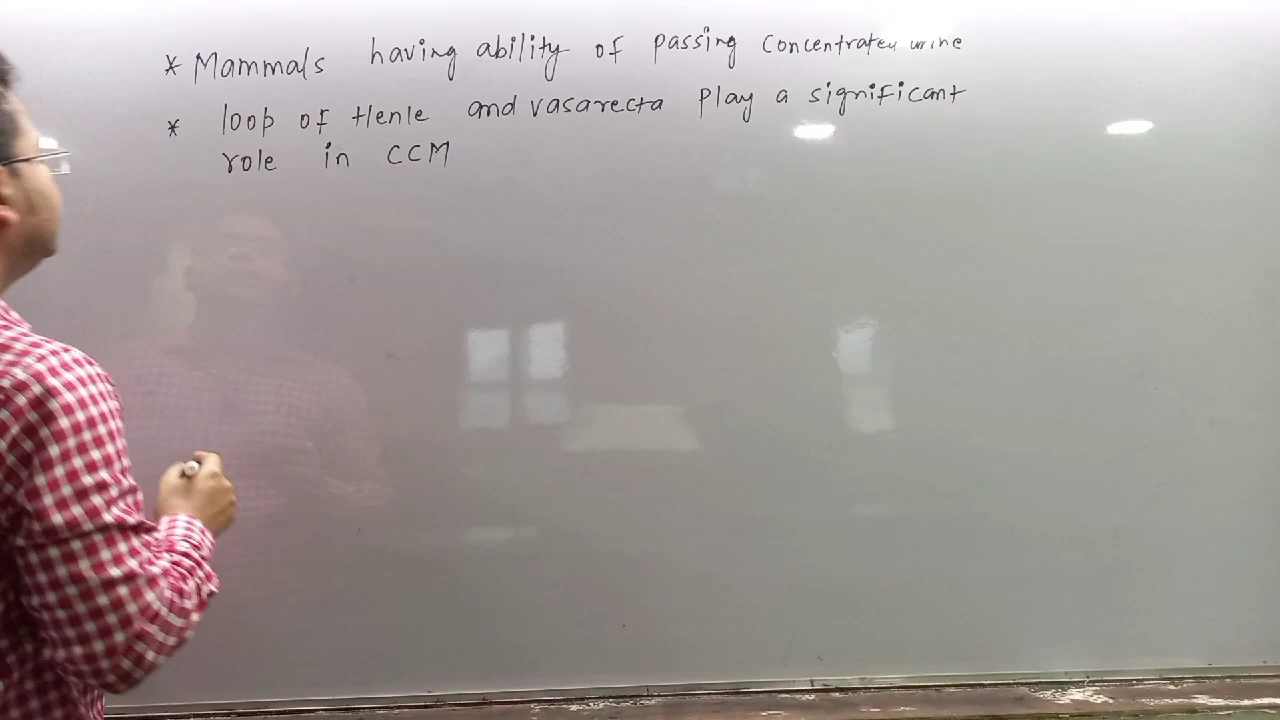 * Mammals having ability of passing concentrated urine
* loop of Henle and vasarecta play a significant
role in CCM